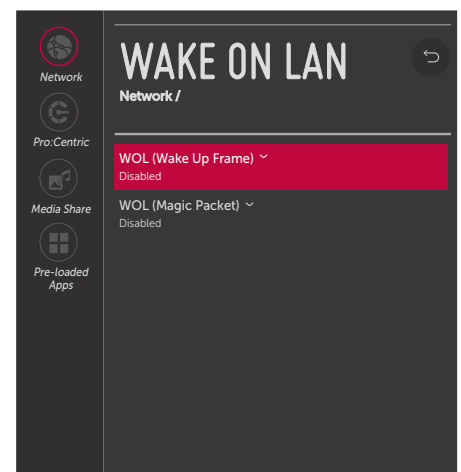 Network
Pro:Centric
Media Share
Pre-loaded
Apps
WAKE ON LAN
Network /
WOL (Wake Up Frame)
Disabled
WOL (Magic Packet)
Disabled